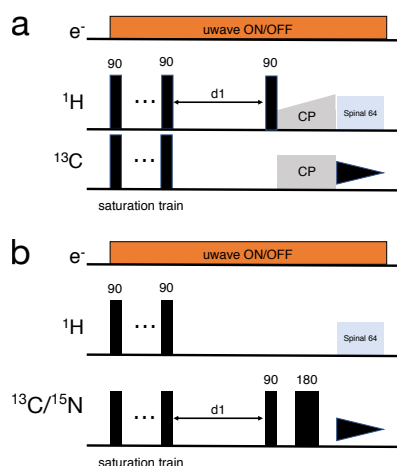 a
e-
uwave ON/OFF
90 90 90
... d1
1H
CP
Spinal 64
13C
...
CP
saturation train
b
e-
uwave ON/OFF
90 90
1H
...
Spinal 64
90 180
13C/15N
... d1
saturation train